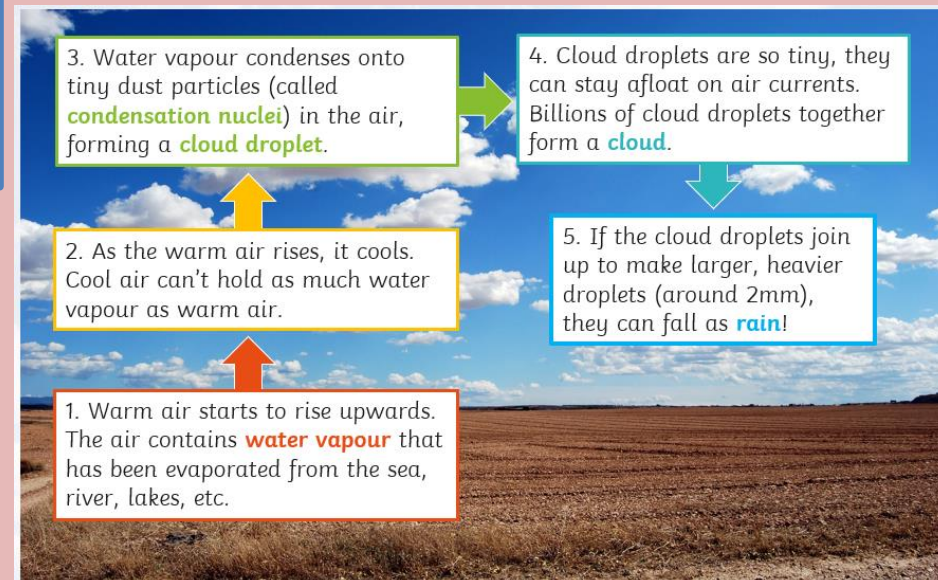 1. Warm air starts to rise upwards.
The air contains water vapour that
has been evaporated from the sea,
river, lakes, etc.
2. As the warm air rises, it cools.
Cool air can't hold as much water
vapour as warm air.
3. Water vapour condenses onto
tiny dust particles (called
condensation nuclei) in the air,
forming a cloud droplet.
4. Cloud droplets are so tiny, they
can stay afloat on air currents.
Billions of cloud droplets together
form a cloud.
5. If the cloud droplets join
up to make larger, heavier
droplets (around 2mm),
they can fall as rain!